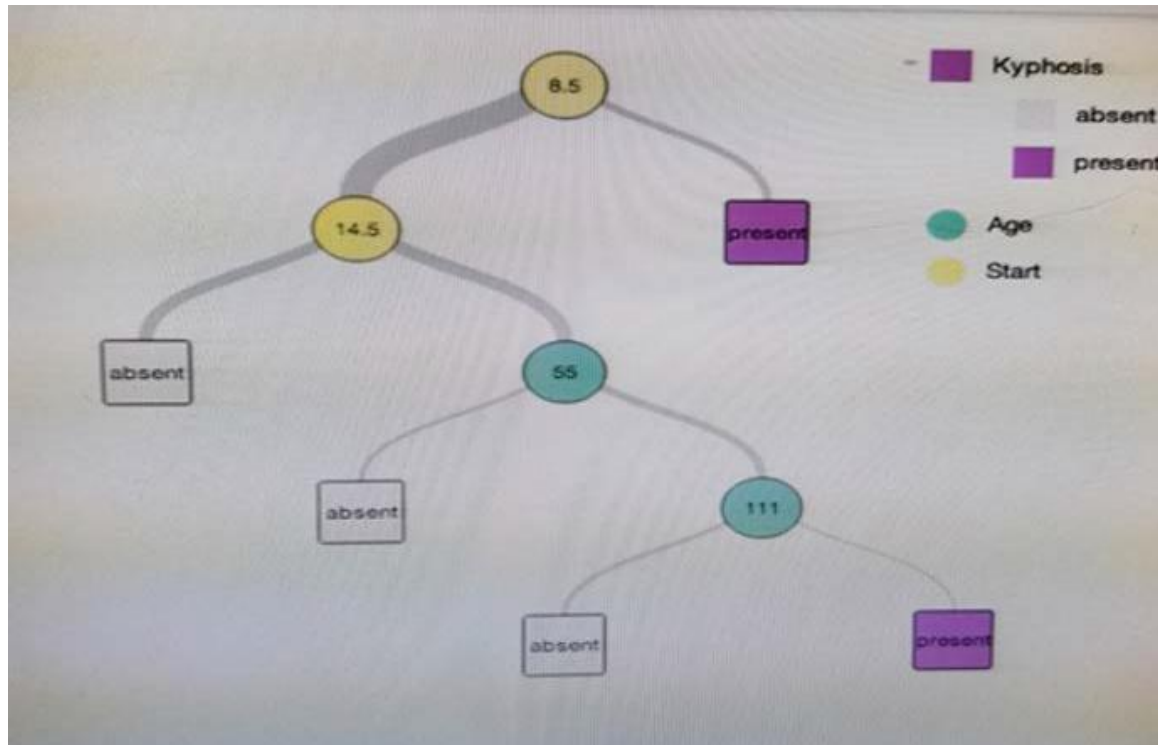 8.5
Kyphosis
absent
present
14.5
present
Age
Start
absent
55
absent
111
absent
present